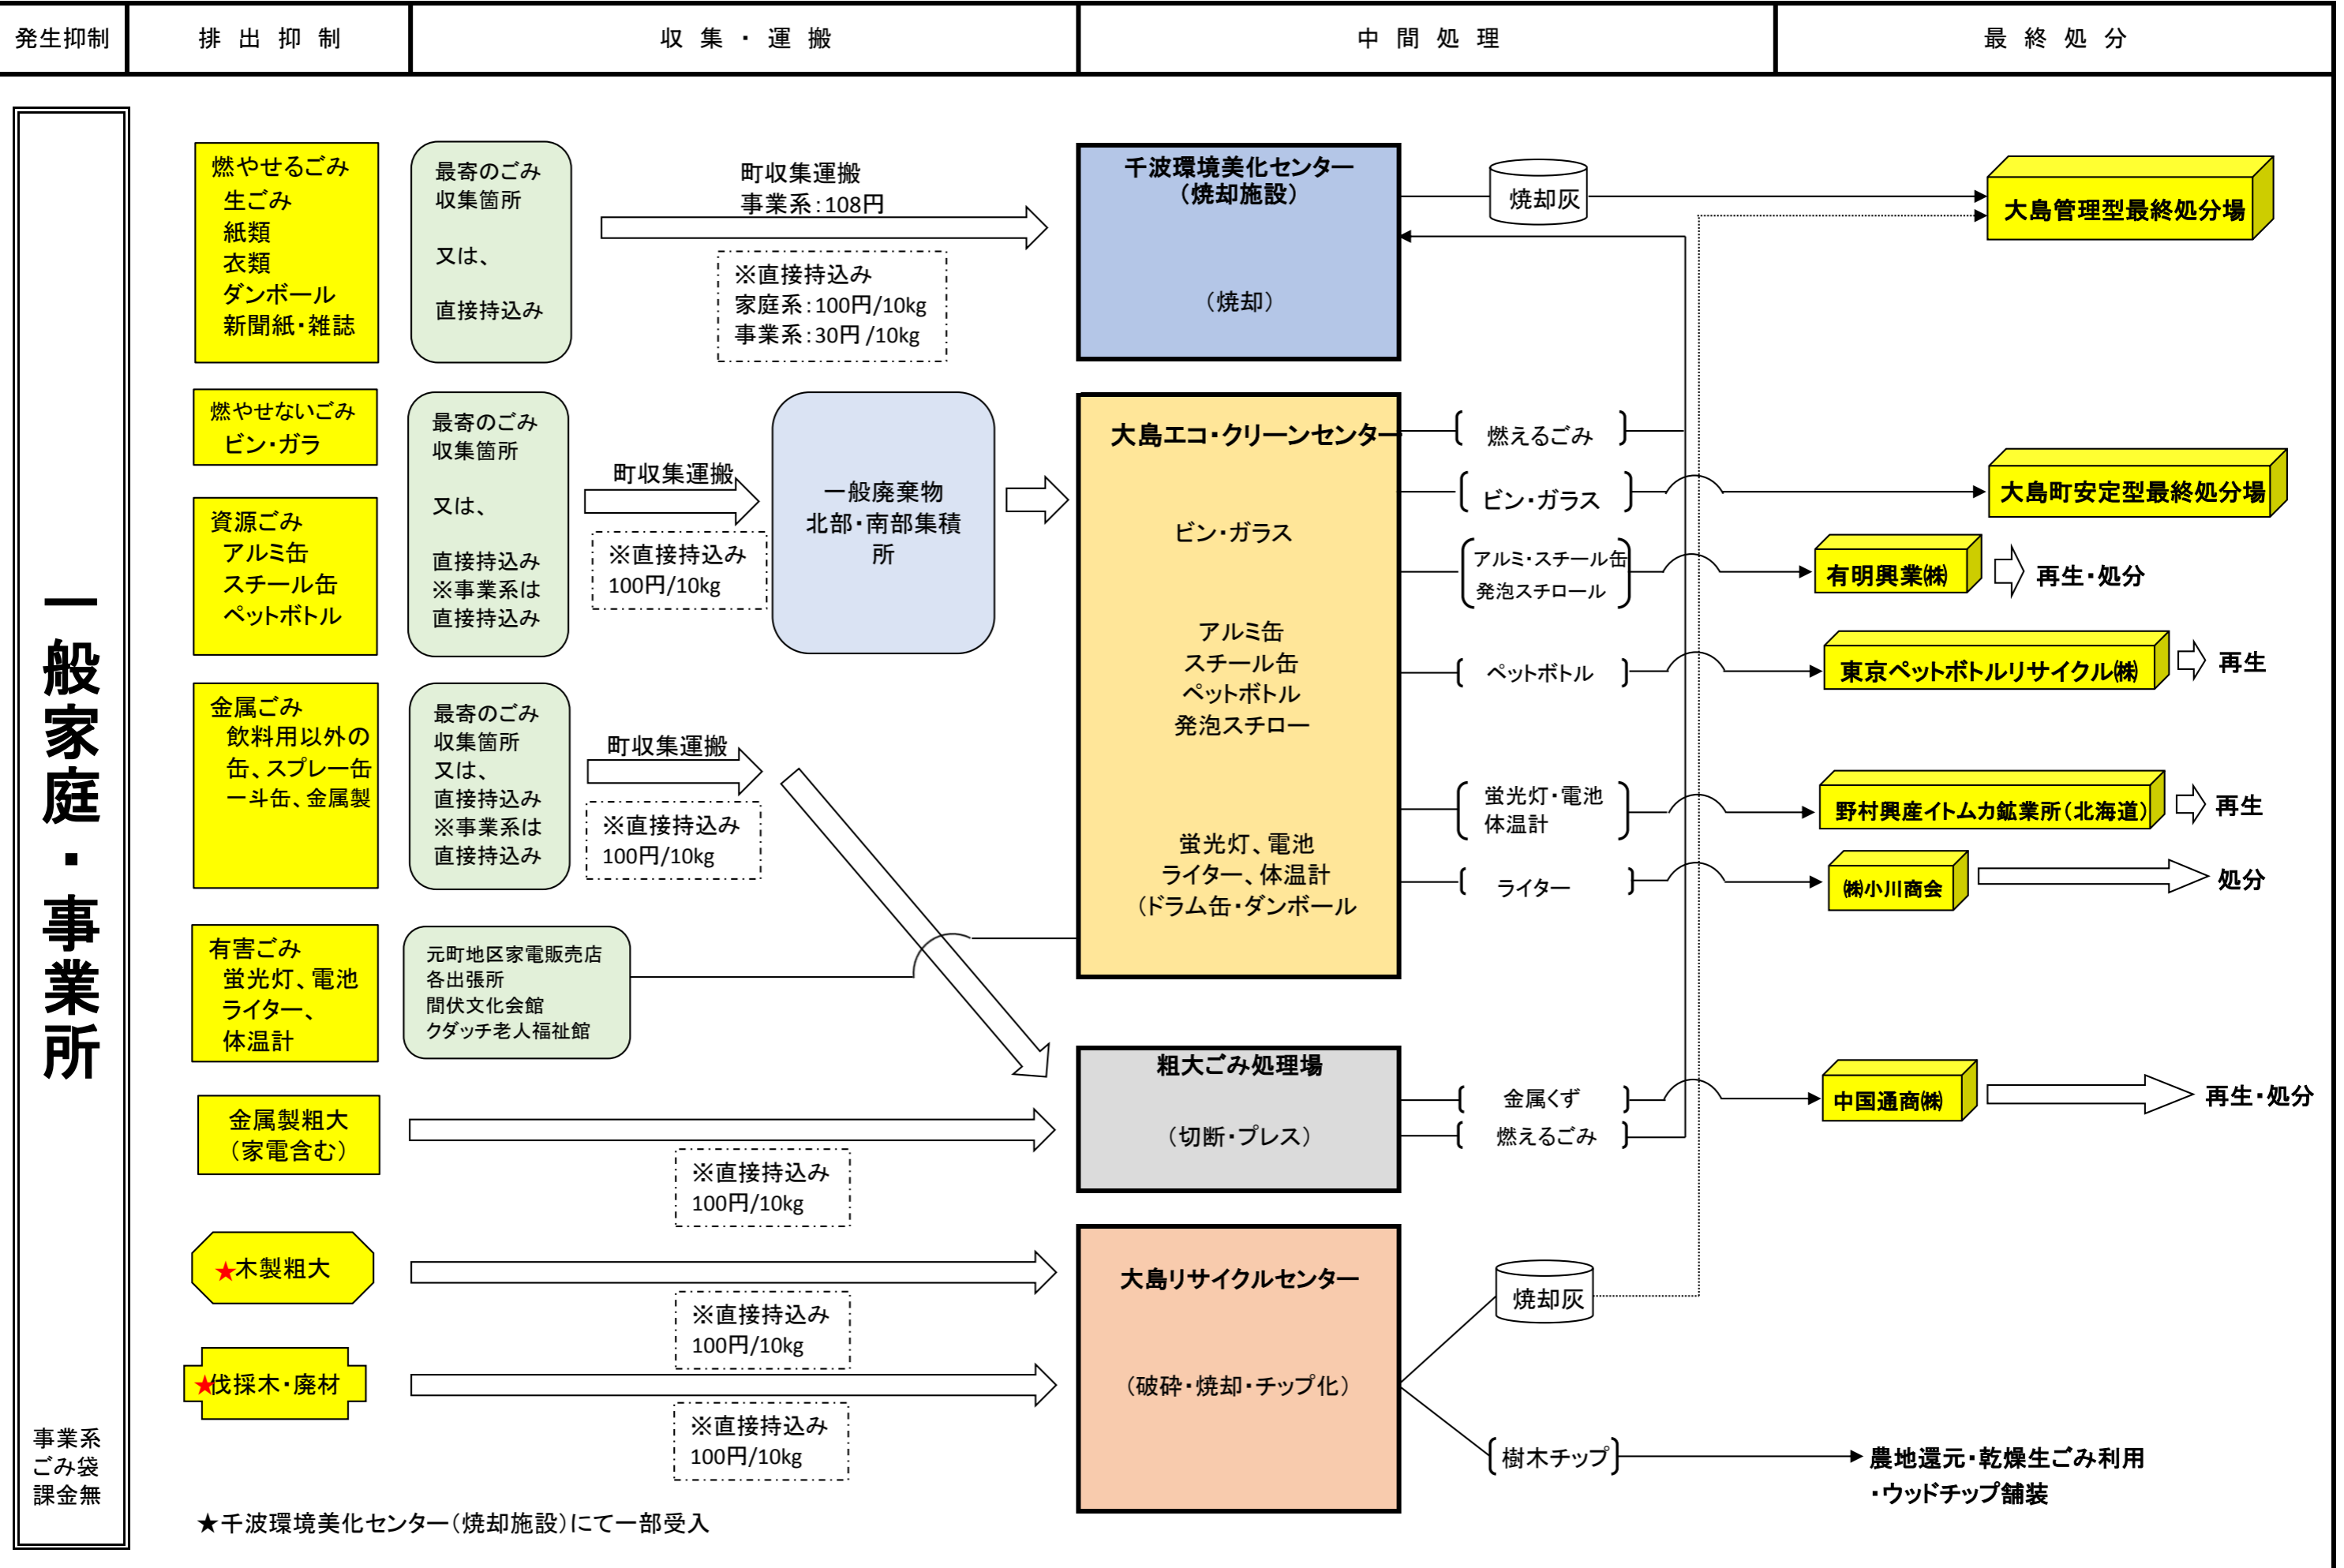 発生抑制
排出抑制
収集・運搬
中間処理
最終処分
一般家庭・事業所
事業系
ごみ袋
課金無
燃やせるごみ
生ごみ
紙類
衣類
ダンボール
新聞紙・雑誌
最寄のごみ
収集箇所
又は、
直接持込み
町収集運搬
事業系：108円
※直接持込み
家庭系：100円/10kg
事業系：30円 /10kg
千波環境美化センター
（焼却施設）
（焼却）
焼却灰
大島管理型最終処分場
燃やせないごみ
ビン・ガラ
資源ごみ
アルミ缶
スチール缶
ペットボトル
最寄のごみ
収集箇所
又は、
直接持込み
※事業系は
直接持込み
町収集運搬
※直接持込み
100円/10kg
一般廃棄物
北部・南部集積
所
大島エコ・クリーンセンター
ビン・ガラス
アルミ缶
スチール缶
ペットボトル
発泡スチロー
蛍光灯、電池
ライター、体温計
（ドラム缶・ダンボール
燃えるごみ
ビン・ガラス
大島町安定型最終処分場
アルミ・スチール缶
発泡スチロール
有明興業㈱
再生・処分
ペットボトル
東京ペットボトルリサイクル㈱
再生
蛍光灯・電池
体温計
野村興産イトムカ鉱業所（北海道）
再生
ライター
㈱小川商会
処分
金属ごみ
飲料用以外の
缶、スプレー缶
一斗缶、金属製
最寄のごみ
収集箇所
又は、
直接持込み
※事業系は
直接持込み
町収集運搬
※直接持込み
100円/10kg
有害ごみ
蛍光灯、電池
ライター、
体温計
元町地区家電販売店
各出張所
間伏文化会館
クダッチ老人福祉館
金属製粗大
（家電含む）
※直接持込み
100円/10kg
粗大ごみ処理場
（切断・プレス）
金属くず
燃えるごみ
中国通商㈱
再生・処分
★木製粗大
※直接持込み
100円/10kg
★伐採木・廃材
※直接持込み
100円/10kg
大島リサイクルセンター
（破砕・焼却・チップ化）
焼却灰
樹木チップ
農地還元・乾燥生ごみ利用
・ウッドチップ舗装
★千波環境美化センター（焼却施設）にて一部受入